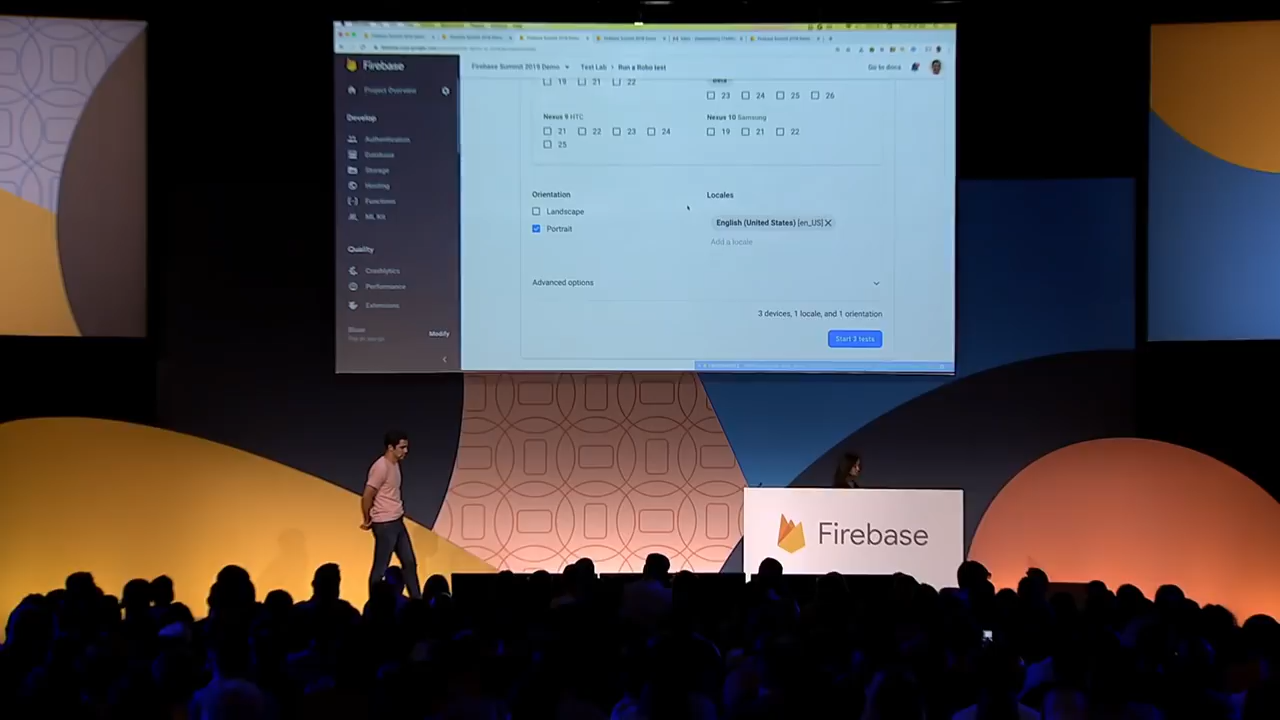 Firebase
Firebase Summit 2019 Demo
Test Lab
Run a Robo test
Go to docs
Project Overview
Develop
Authentication
Database
Storage
Hosting
Functions
ML Kit
Quality
Crashlytics
Performance
Extensions
Blaze
Modify
19 21 22
23 24 25 26
Nexus 9 HTC
21 22 23 24
25
Nexus 10 Samsung
19 21 22
Orientation
Landscape
Portrait
Locales
English (United States) [en_US]
Add a locale
Advanced options
3 devices, 1 locale, and 1 orientation
Start 3 tests
Firebase